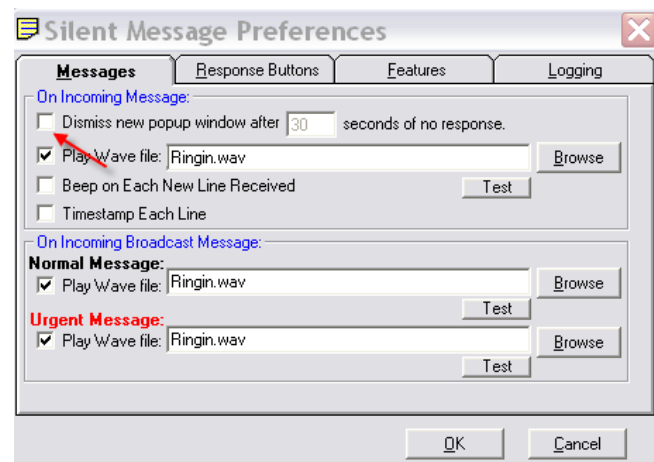 Silent Message Preferences
Messages Response Buttons Features Logging
On Incoming Message:
Dismiss new popup window after 30 seconds of no response.
Play Wave file: Ringin.wav Browse
Beep on Each New Line Received Test
Timestamp Each Line
On Incoming Broadcast Message:
Normal Message:
Play Wave file: Ringin.wav Browse
Test
Urgent Message:
Play Wave file: Ringin.wav Browse
Test
OK Cancel